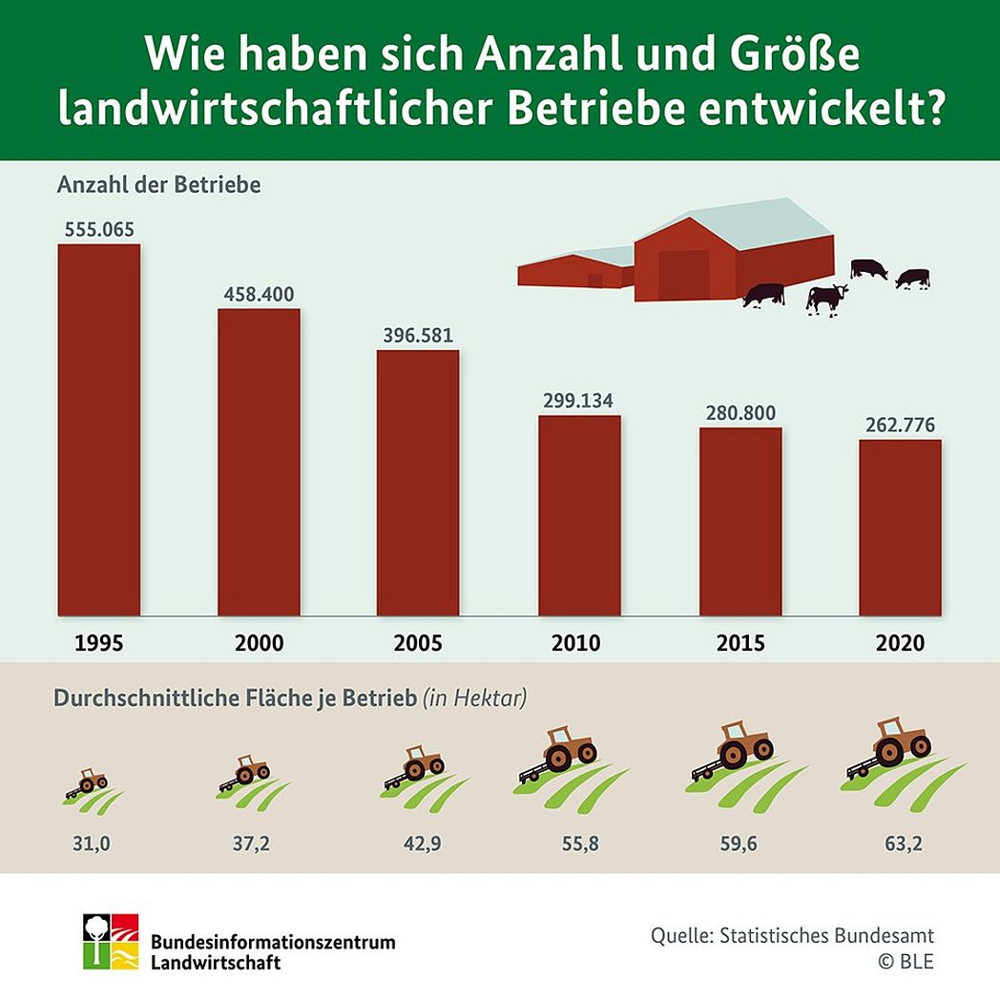 Wie haben sich Anzahl und Größe
landwirtschaftlicher Betriebe entwickelt?
Anzahl der Betriebe
555.065
458.400
396.581
299.134
280.800
262.776
1995
2000
2005
2010
2015
2020
Durchschnittliche Fläche je Betrieb (in Hektar)
31,0
37,2
42,9
55,8
59,6
63,2
Bundesinformationszentrum
Landwirtschaft
Quelle: Statistisches Bundesamt
© BLE